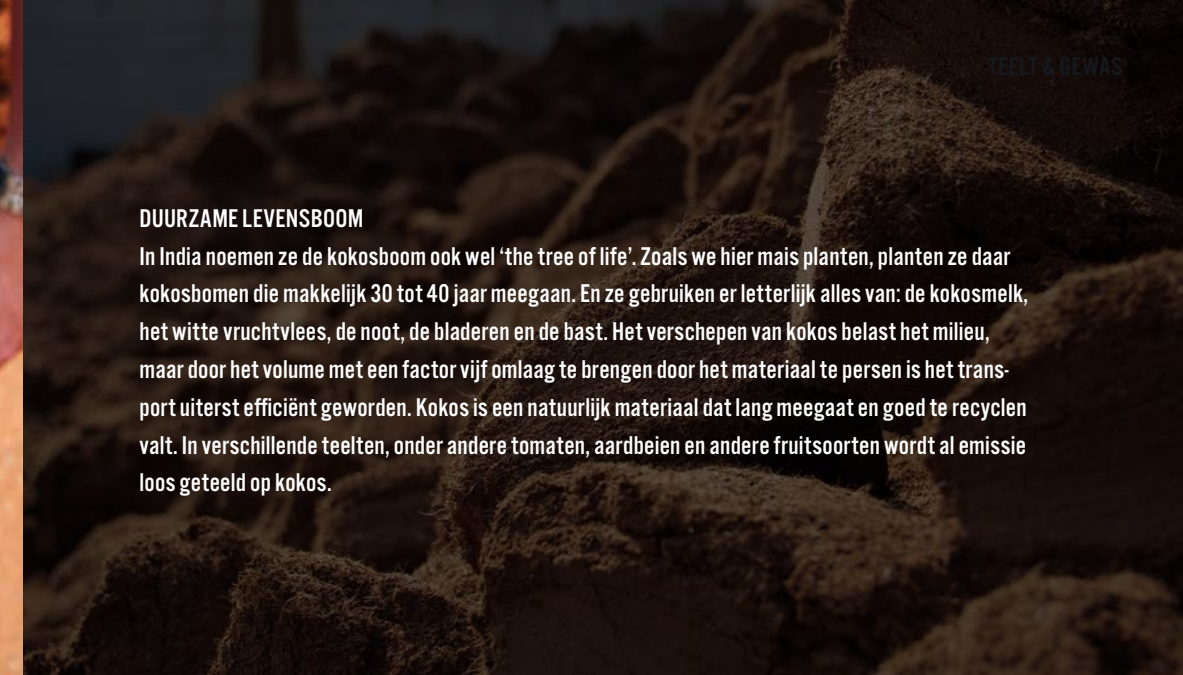 TEELT & GEWAS
DUURZAME LEVENSBOOM
In India noemen ze de kokosboom ook wel ‘the tree of life’. Zoals we hier mais planten, planten ze daar
kokosbomen die makkelijk 30 tot 40 jaar meegaan. En ze gebruiken er letterlijk alles van: de kokosmelk,
het witte vruchtvlees, de noot, de bladeren en de bast. Het verschepen van kokos belast het milieu,
maar door het volume met een factor vijf omlaag te brengen door het materiaal te persen is het trans-
port uiterst efficiënt geworden. Kokos is een natuurlijk materiaal dat lang meegaat en goed te recyclen
valt. In verschillende teelten, onder andere tomaten, aardbeien en andere fruitsoorten wordt al emissie
loos geteeld op kokos.